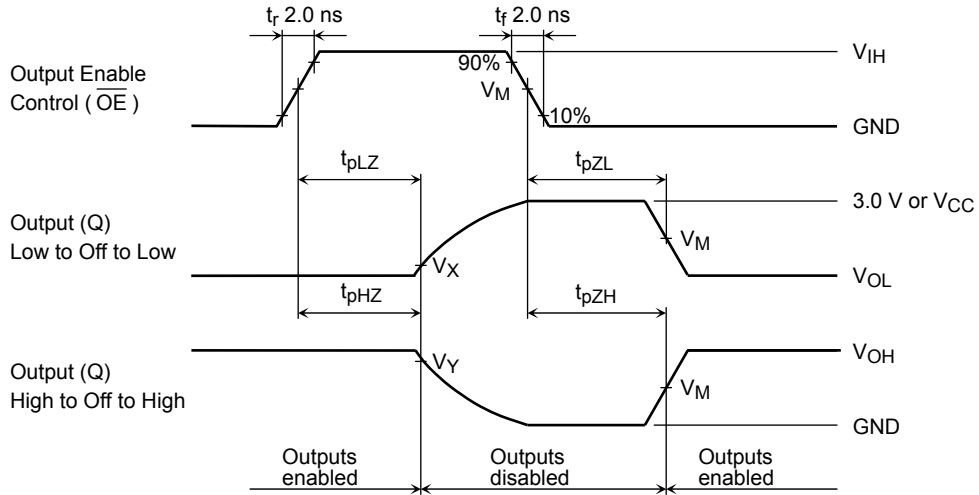 tr 2.0 ns
tf 2.0 ns
Output Enable
Control ( OE )
90%
VM
10%
VIH
GND
tpLZ
tpZL
Output (Q)
Low to Off to Low
3.0 V or VCC
VM
VX
VOL
tpHZ
tpZH
Output (Q)
High to Off to High
VY
VOH
VM
GND
Outputs
enabled
Outputs
disabled
Outputs
enabled